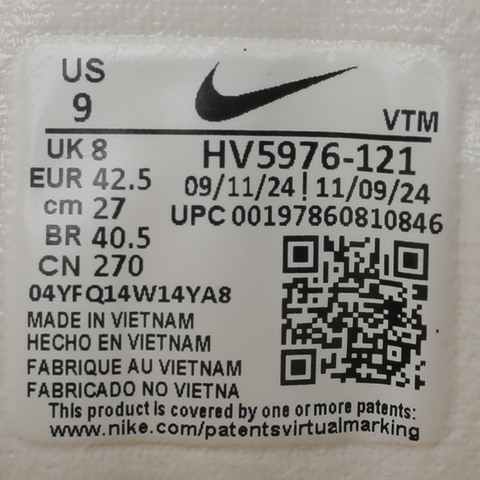 US
9
VTM
UK 8
HV5976-121
EUR 42.5
09/11/24 | 11/09/24
cm 27
UPC 00197860810846
BR 40.5
CN 270
04YFQ14W14YA8
MADE IN VIETNAM
HECHO EN VIETNAM
FABRIQUE AU VIETNAM
FABRICADO NO VIETNA
This product is covered by one or more patents:
www.nike.com/patentsvirtualmarking